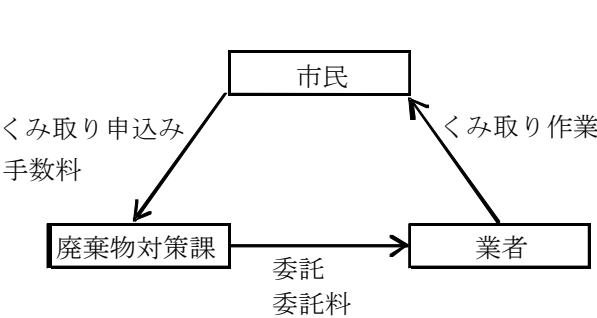 市民
くみ取り申込み
手数料
くみ取り作業
廃棄物対策課
業者
委託
委託料